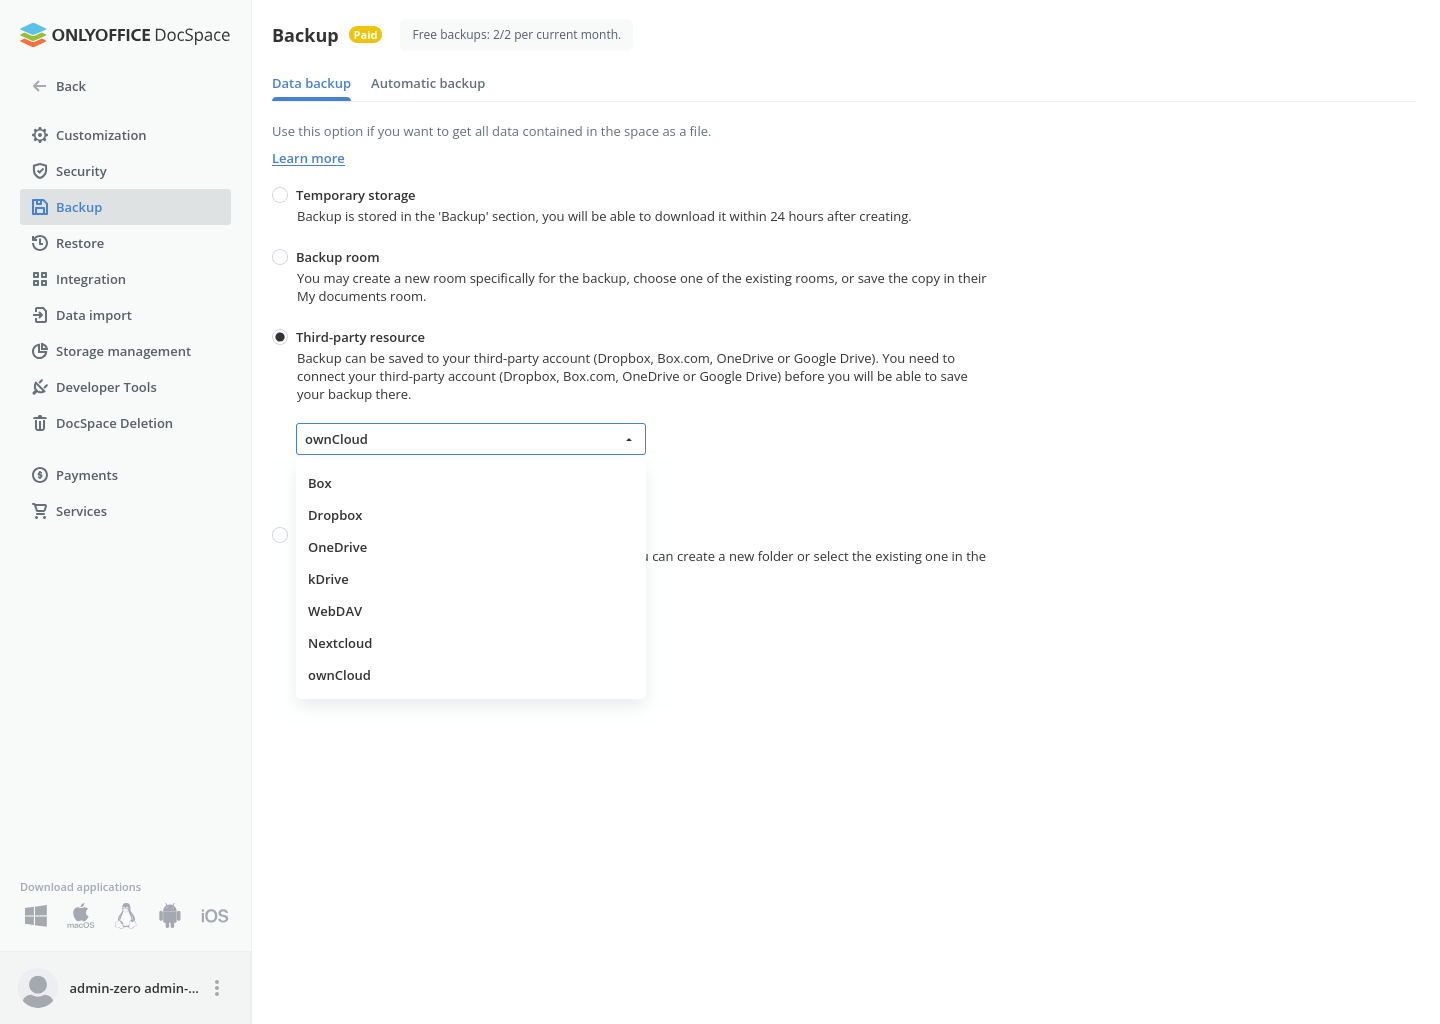 ONLYOFFICE DocSpace
Back
Customization
Security
Backup
Restore
Integration
Data import
Storage management
Developer Tools
DocSpace Deletion
Payments
Services
Download applications
macOS
iOS
admin-zero admin-...
Backup
Paid
Free backups: 2/2 per current month.
Data backup
Automatic backup
Use this option if you want to get all data contained in the space as a file.
Learn more
Temporary storage
Backup is stored in the 'Backup' section, you will be able to download it within 24 hours after creating.
Backup room
You may create a new room specifically for the backup, choose one of the existing rooms, or save the copy in their
My documents room.
Third-party resource
Backup can be saved to your third-party account (Dropbox, Box.com, OneDrive or Google Drive). You need to
connect your third-party account (Dropbox, Box.com, OneDrive or Google Drive) before you will be able to save
your backup there.
ownCloud
Box
Dropbox
OneDrive
kDrive
WebDAV
Nextcloud
ownCloud
can create a new folder or select the existing one in the